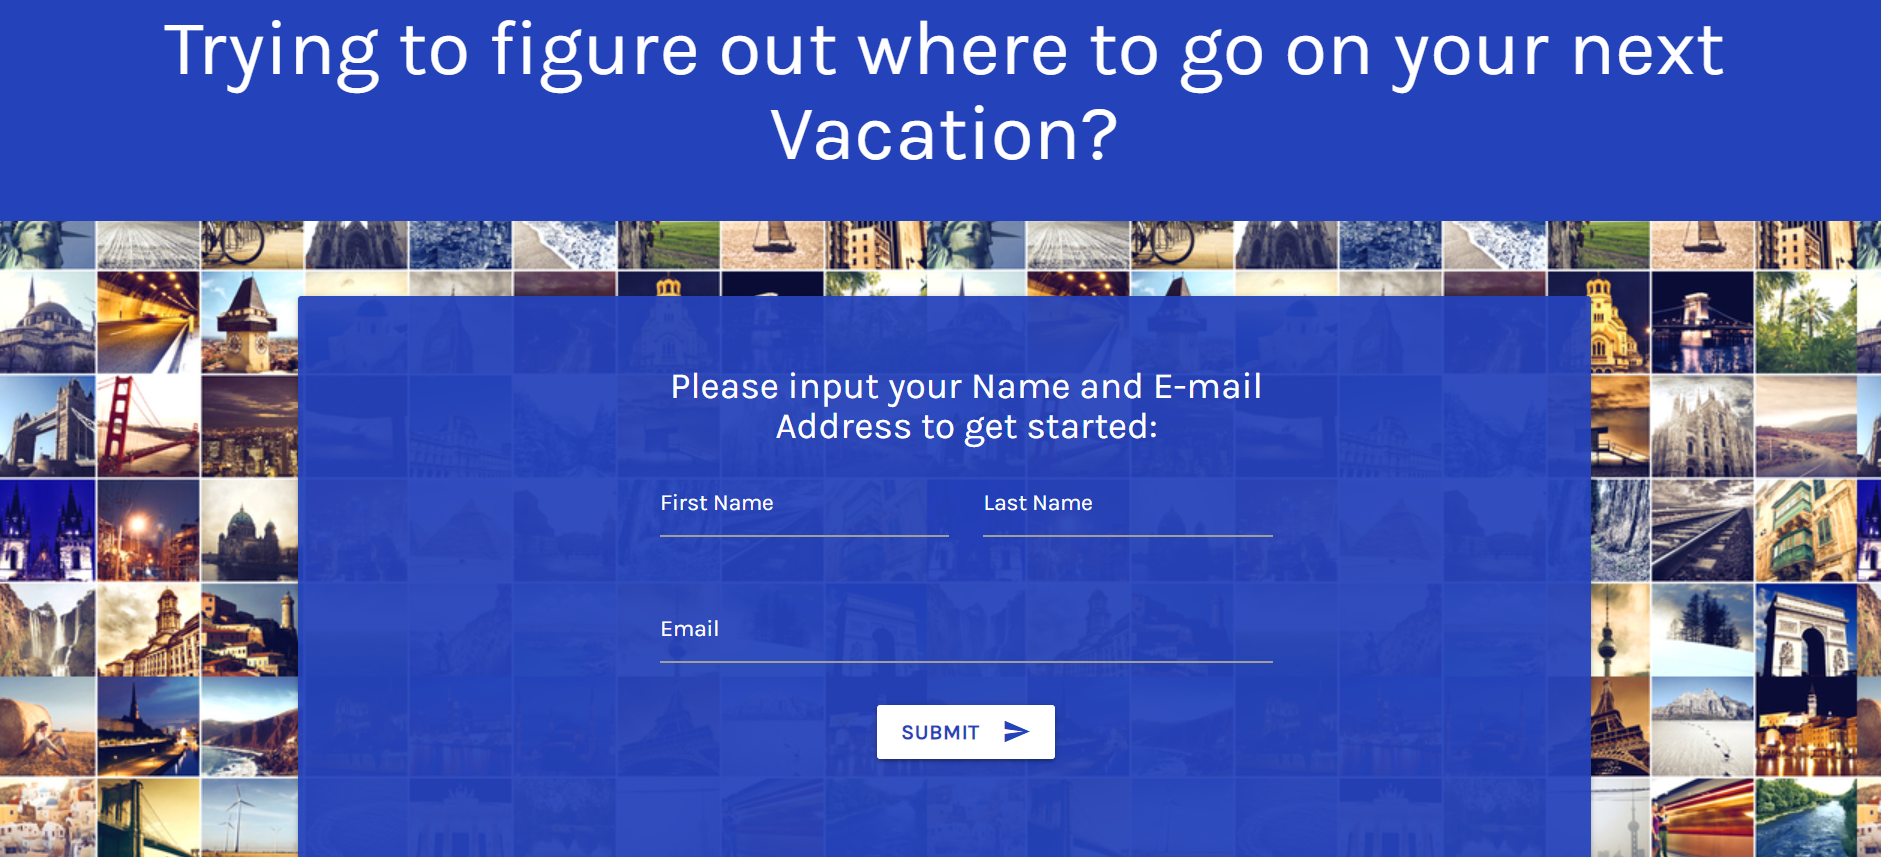 Trying to figure out where to go on your next
Vacation?
Please input your Name and E-mail
Address to get started:
First Name
Last Name
Email
SUBMIT